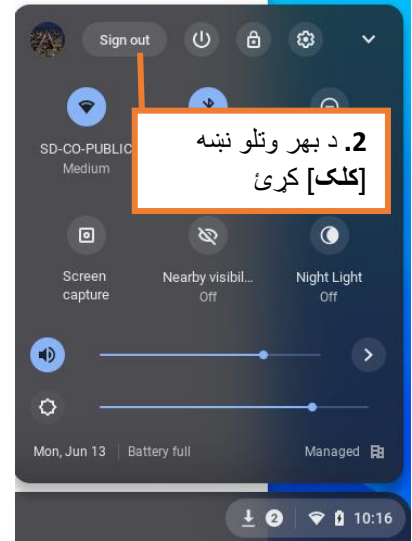 Sign out
SD-CO-PUBLIC
Medium
2. د بهر وتلو نښه
[کلک] کړئ
Screen
capture
Nearby visibil...
Off
Night Light
Off
Mon, Jun 13 | Battery full
Managed
2
10:16